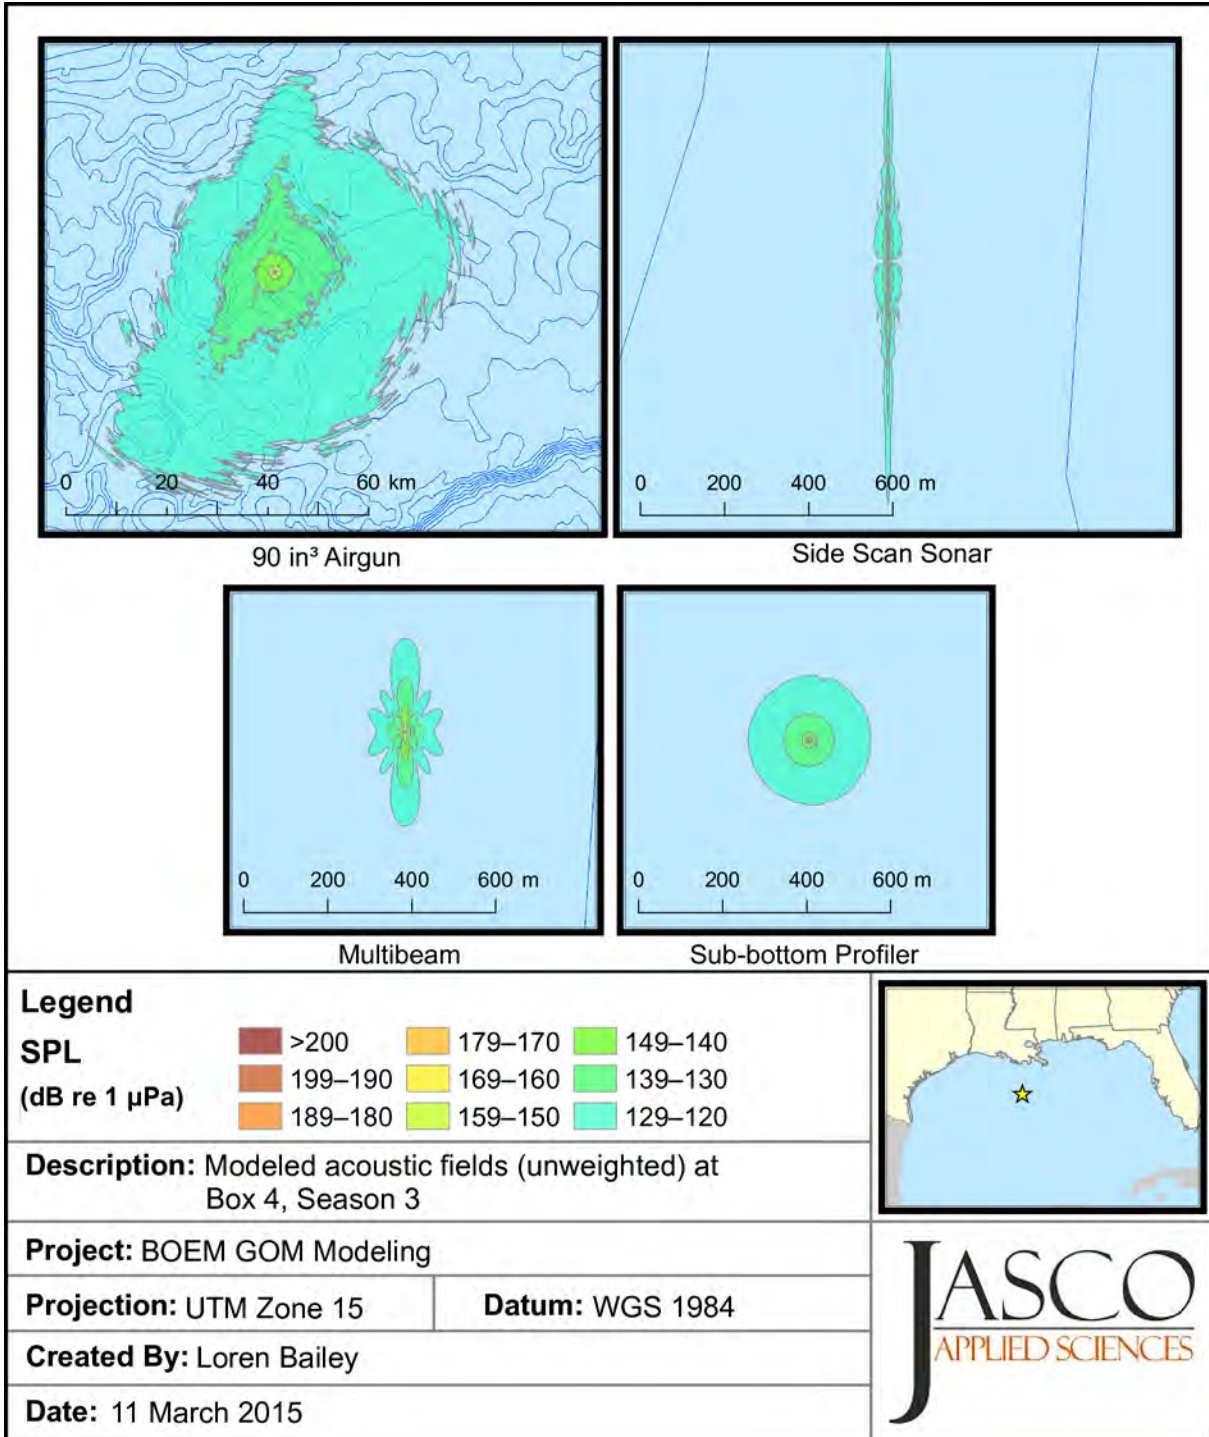 0 20 40 60 km
90 in³ Airgun
0 200 400 600 m
Side Scan Sonar
0 200 400 600 m
Multibeam
0 200 400 600 m
Sub-bottom Profiler
Legend
SPL
(dB re 1 µPa)
>200
199–190
189–180
179–170
169–160
159–150
149–140
139–130
129–120
Description: Modeled acoustic fields (unweighted) at
Box 4, Season 3
Project: BOEM GOM Modeling
Projection: UTM Zone 15
Datum: WGS 1984
Created By: Loren Bailey
Date: 11 March 2015
JASCO
APPLIED SCIENCES